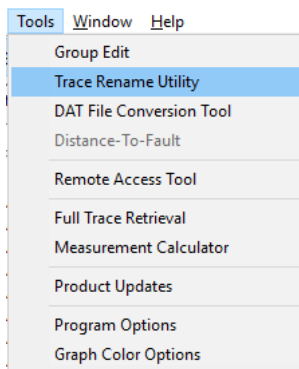 Tools Window Help
Group Edit
Trace Rename Utility
DAT File Conversion Tool
Distance-To-Fault
Remote Access Tool
Full Trace Retrieval
Measurement Calculator
Product Updates
Program Options
Graph Color Options